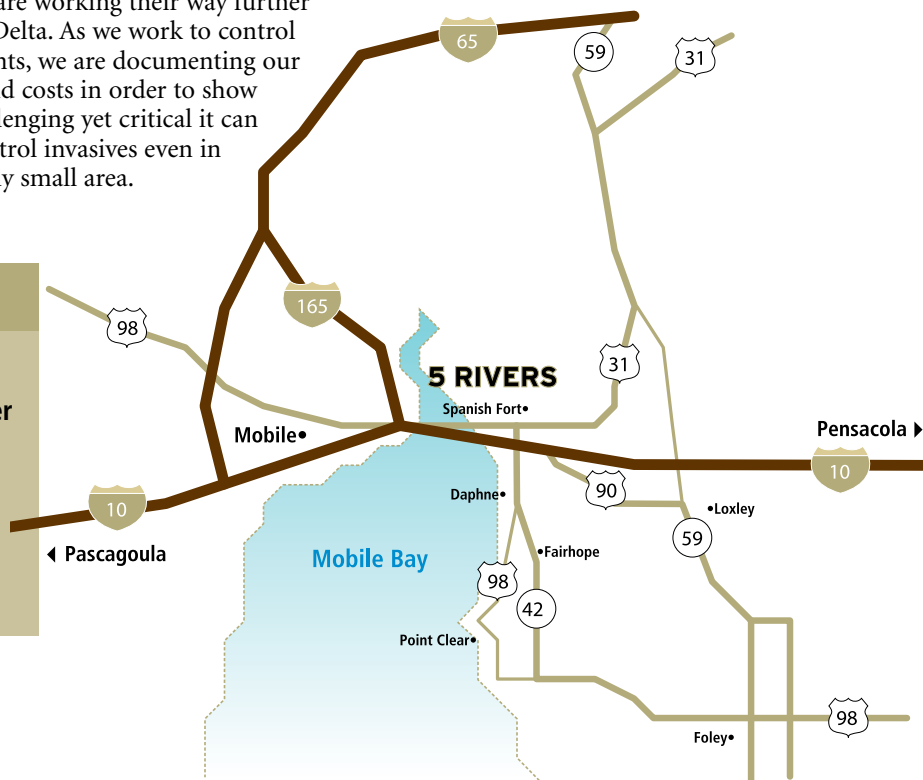 are working their way further
Delta. As we work to control
nts, we are documenting our
d costs in order to show
lenging yet critical it can
trol invasives even in
y small area.
65
59
31
165
98
er
5 RIVERS
31
Spanish Fort
Mobile
Pensacola
10
Daphne
90
10
Loxley
59
Pascagoula
Mobile Bay
Fairhope
98
42
Point Clear
98
Foley